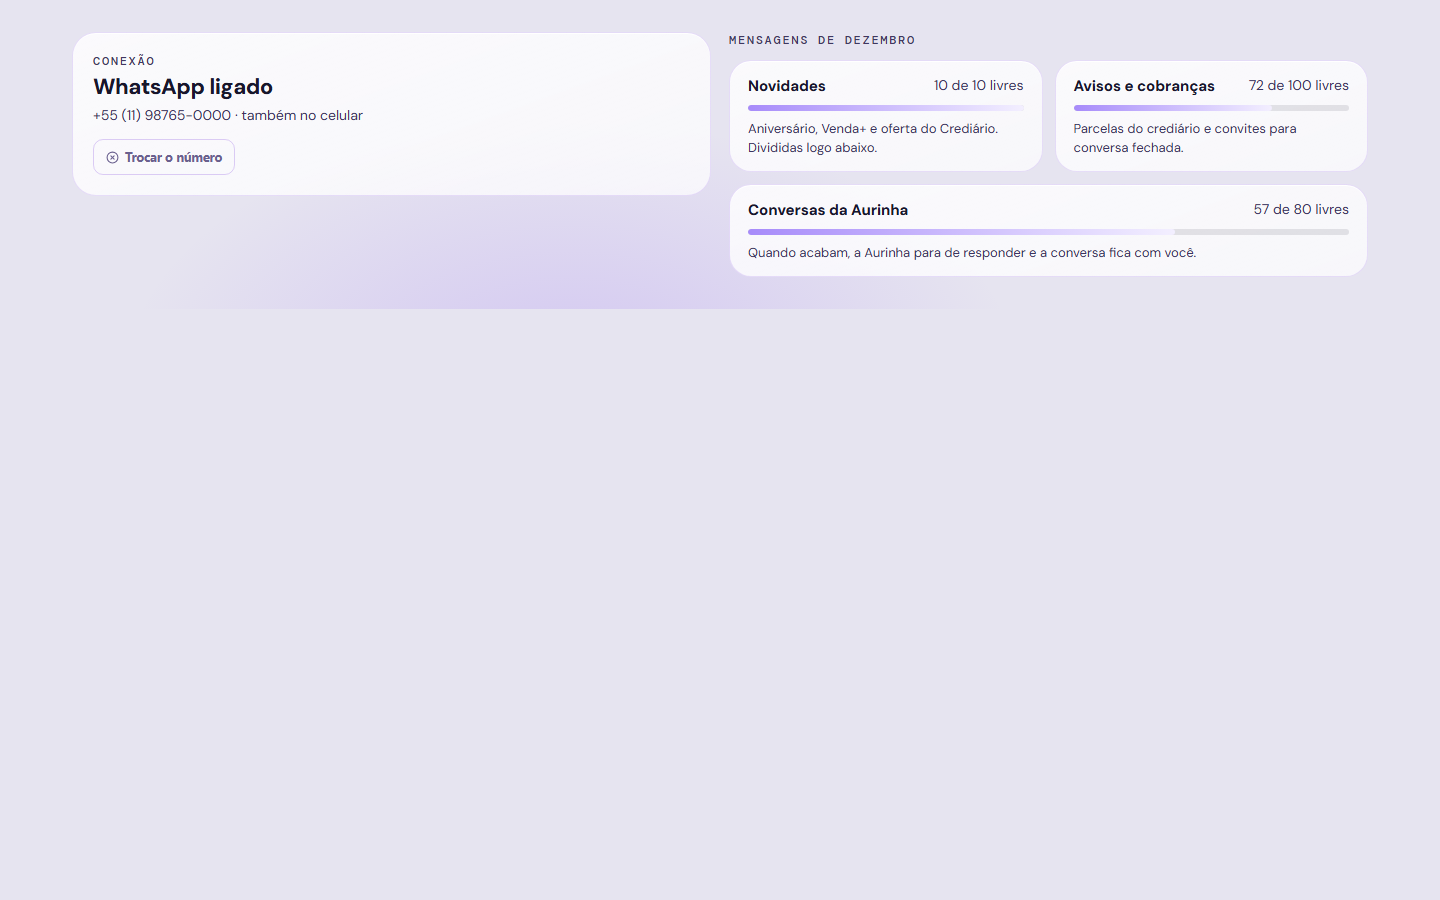 CONEXÃO
WhatsApp ligado
+55 (11) 98765-0000 · também no celular
Trocar o número
MENSAGENS DE DEZEMBRO
Novidades
10 de 10 livres
Aniversário, Venda+ e oferta do Crediário.
Divididas logo abaixo.
Avisos e cobranças
72 de 100 livres
Parcelas do crediário e convites para
conversa fechada.
Conversas da Aurinha
57 de 80 livres
Quando acabam, a Aurinha para de responder e a conversa fica com você.